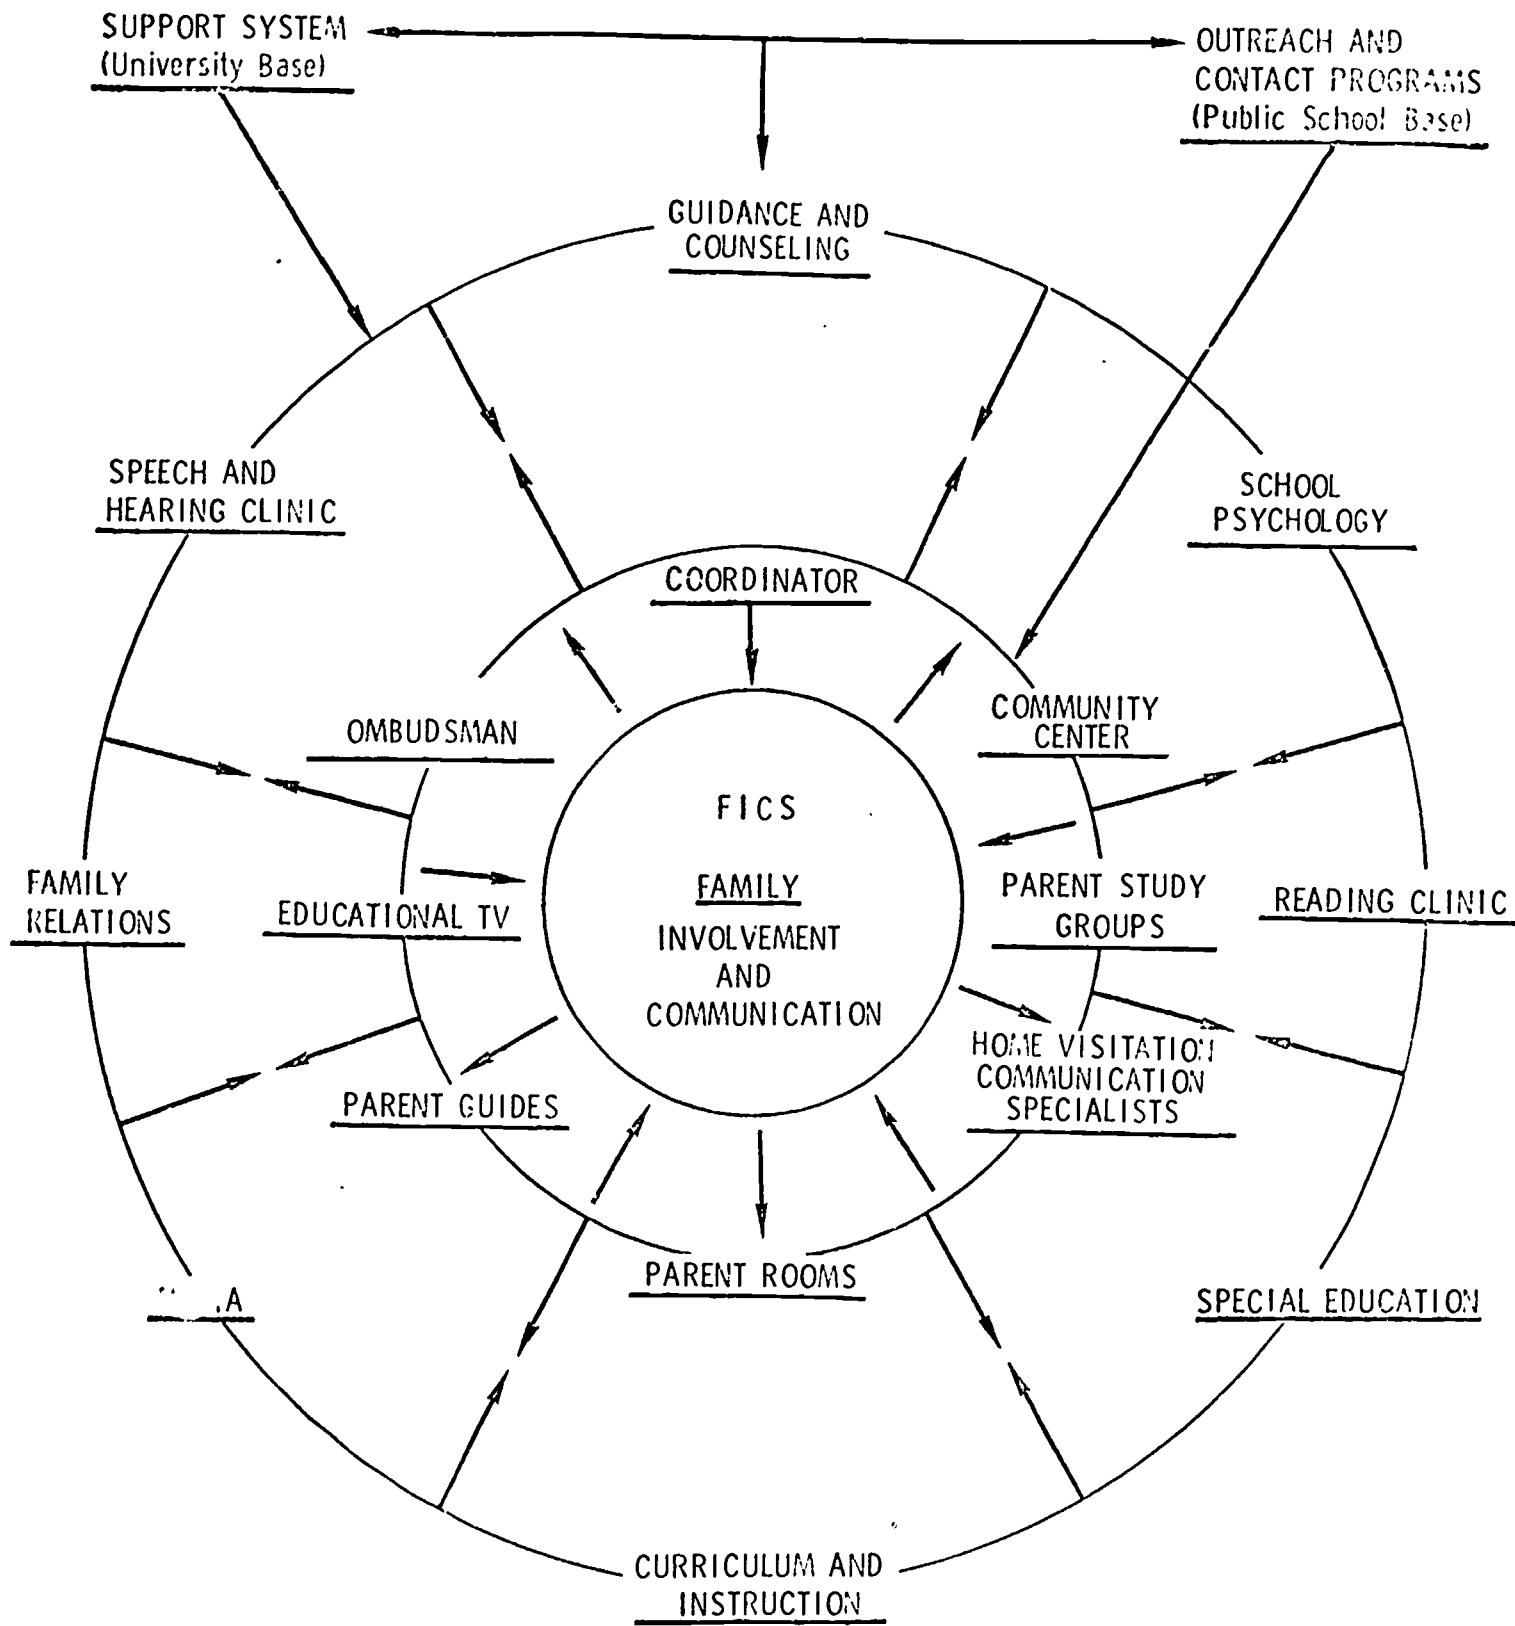 SUPPORT SYSTEM
(University Base)
OUTREACH AND
CONTACT PROGRAMS
(Public School Base)
GUIDANCE AND
COUNSELING
SPEECH AND
HEARING CLINIC
SCHOOL
PSYCHOLOGY
COORDINATOR
OMBUDSMAN
COMMUNITY
CENTER
FICS
FAMILY
INVOLVEMENT
AND
COMMUNICATION
FAMILY
RELATIONS
EDUCATIONAL TV
PARENT STUDY
GROUPS
READING CLINIC
HOME VISITATION
COMMUNICATION
SPECIALISTS
PARENT GUIDES
PARENT ROOMS
SPECIAL EDUCATION
CURRICULUM AND
INSTRUCTION